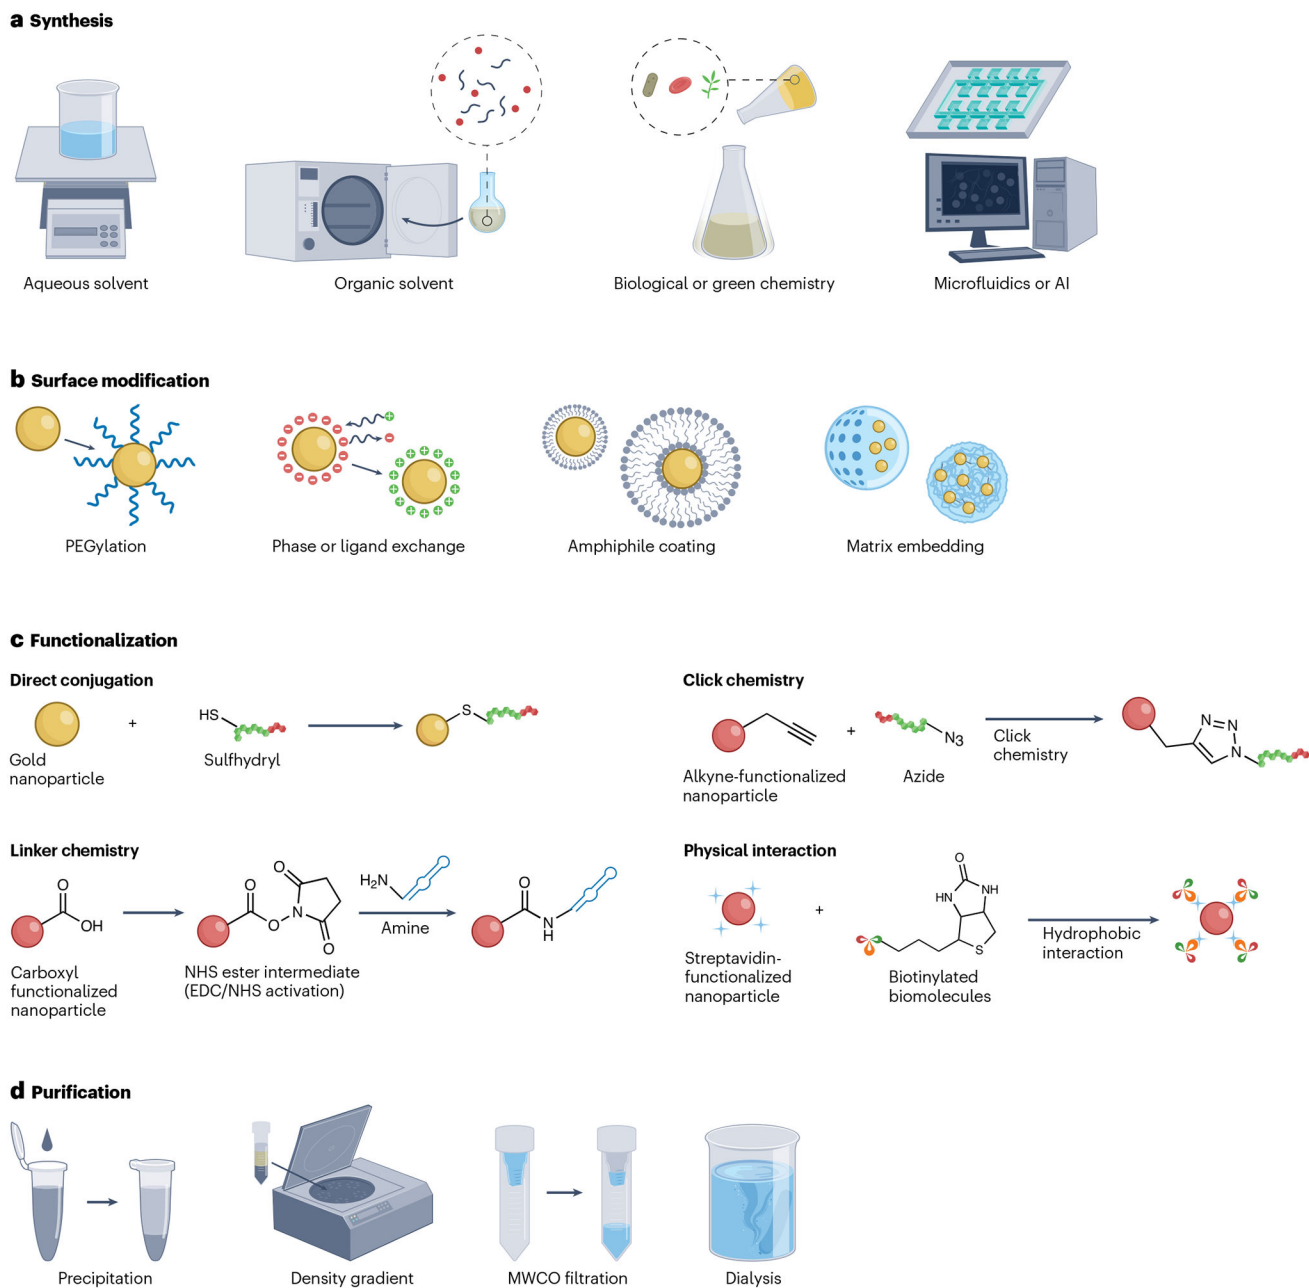 a Synthesis
Aqueous solvent
Organic solvent
Biological or green chemistry
Microfluidics or AI
b Surface modification
PEGylation
Phase or ligand exchange
Amphiphile coating
Matrix embedding
c Functionalization
Direct conjugation
Gold
nanoparticle
+
HS
Sulfhydryl
S
Click chemistry
Alkyne-functionalized
nanoparticle
+
N3
Azide
Click
chemistry
N
N
N
Linker chemistry
O
OH
Carboxyl
functionalized
nanoparticle
O
O
O
N
O
NHS ester intermediate
(EDC/NHS activation)
H2N
Amine
O
N
H
Physical interaction
Streptavidin-
functionalized
nanoparticle
+
O
HN
NH
S
Biotinylated
biomolecules
Hydrophobic
interaction
d Purification
Precipitation
Density gradient
MWCO filtration
Dialysis